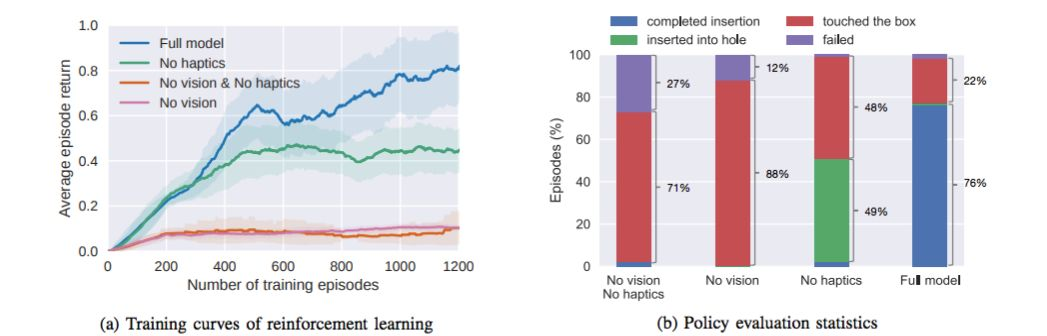 1.0
0.8
0.6
0.4
0.2
0.0
Average episode return
Full model
No haptics
No vision & No haptics
No vision
0 200 400 600 800 1000 1200
Number of training episodes
(a) Training curves of reinforcement learning
completed insertion touched the box
inserted into hole failed
100
80
60
40
20
0
Episodes (%)
27%
71%
12%
88%
48%
49%
22%
76%
No vision No vision No haptics Full model
No haptics
(b) Policy evaluation statistics